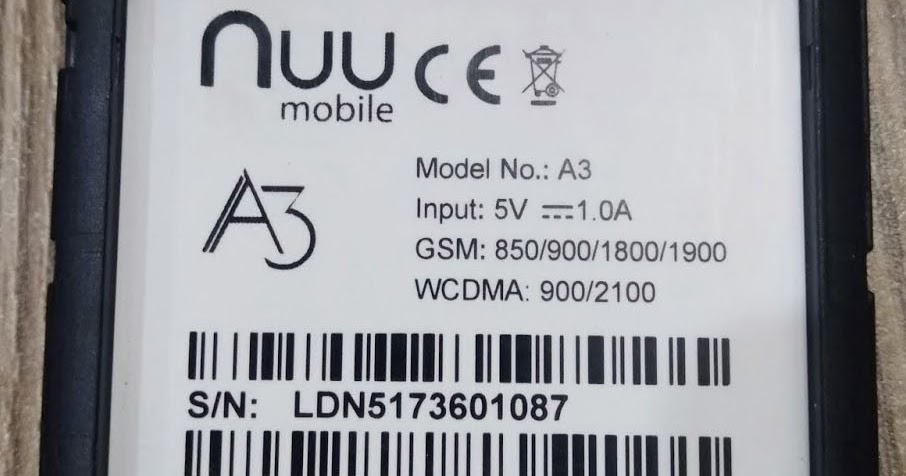 nuu CE
mobile
A3
Model No.: A3
Input: 5V ⎓1.0A
GSM: 850/900/1800/1900
WCDMA: 900/2100
S/N: LDN5173601087